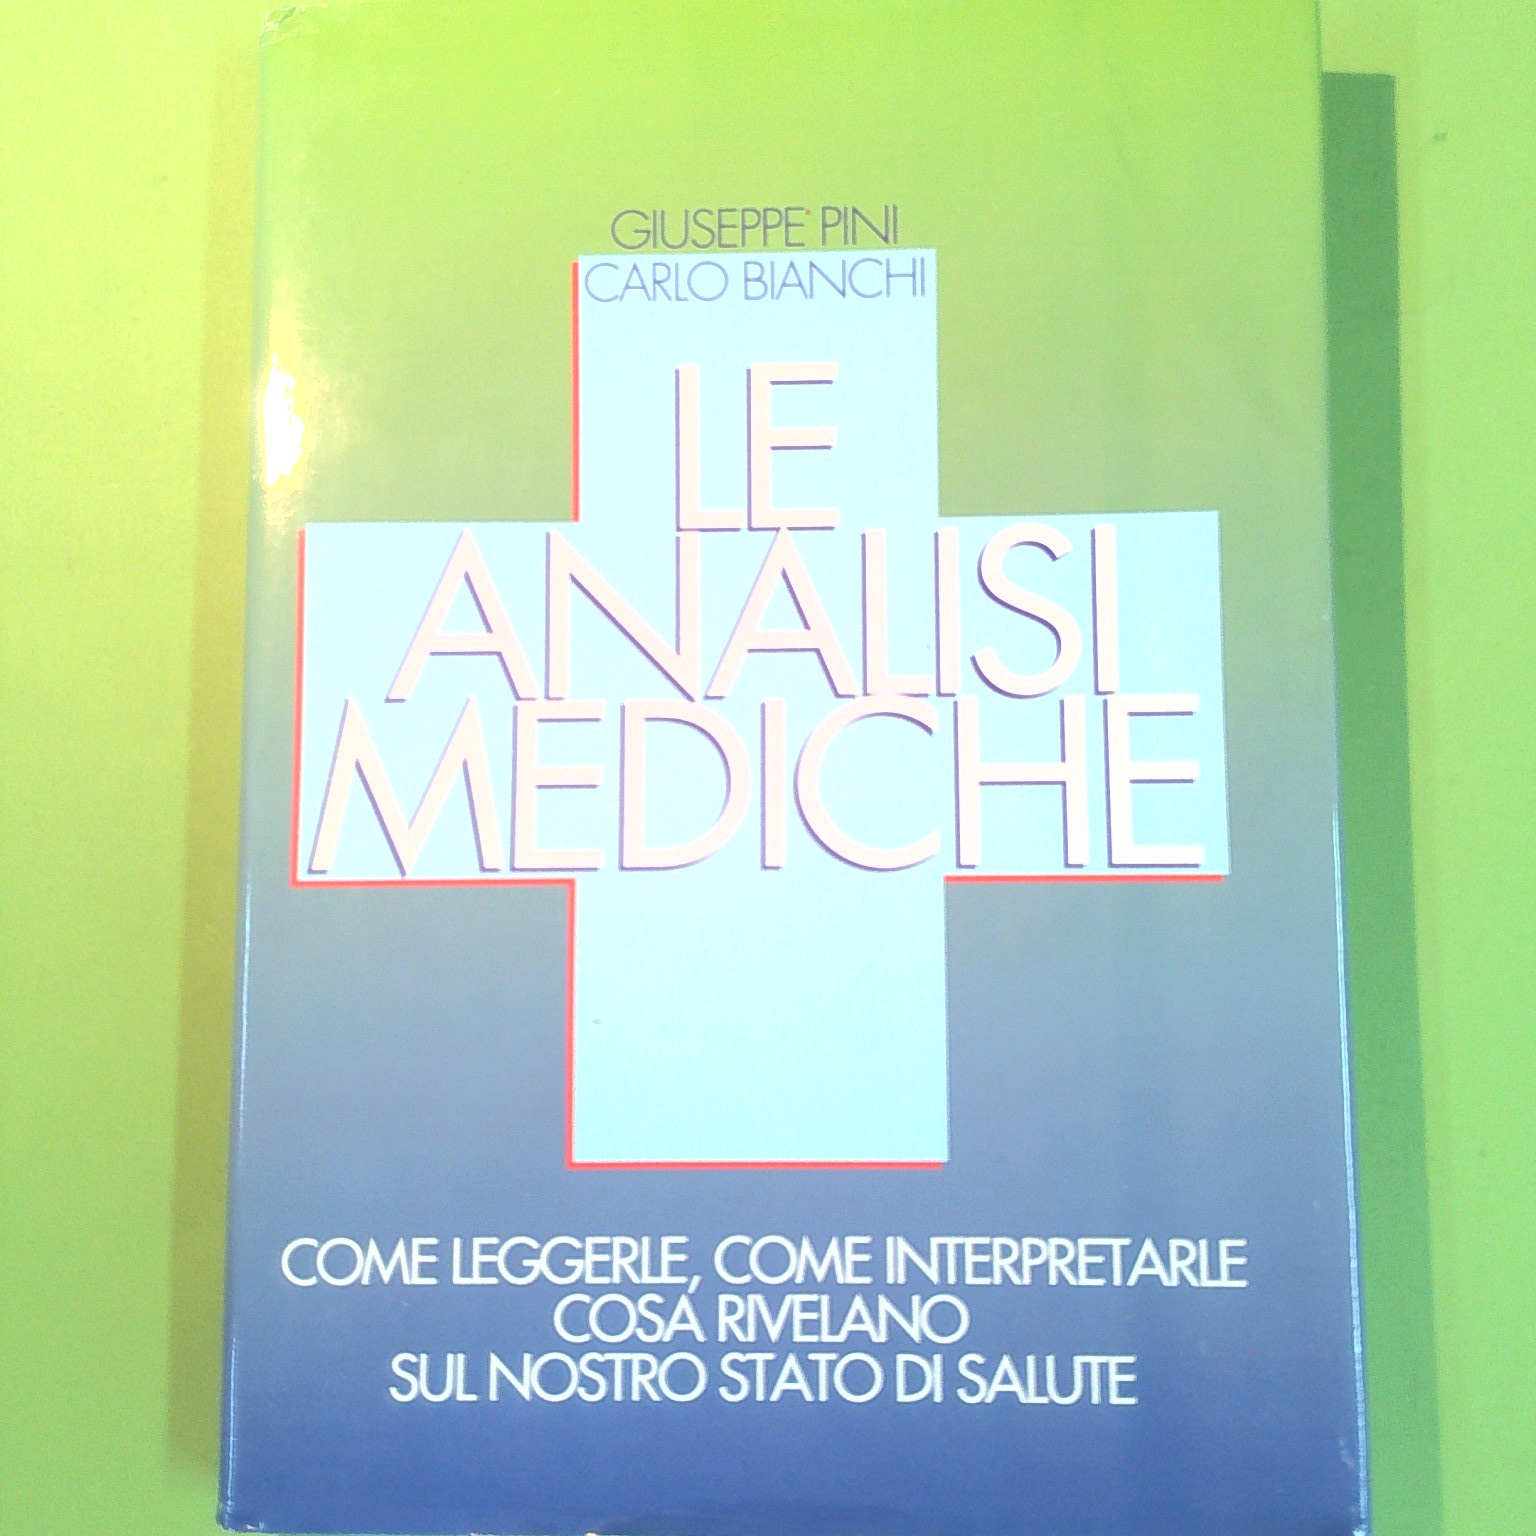 GIUSEPPE PINI
CARLO BIANCHI
LE
ANALISI
MEDICHE
COME LEGGERLE, COME INTERPRETARLE
COSA RIVELANO
SUL NOSTRO STATO DI SALUTE